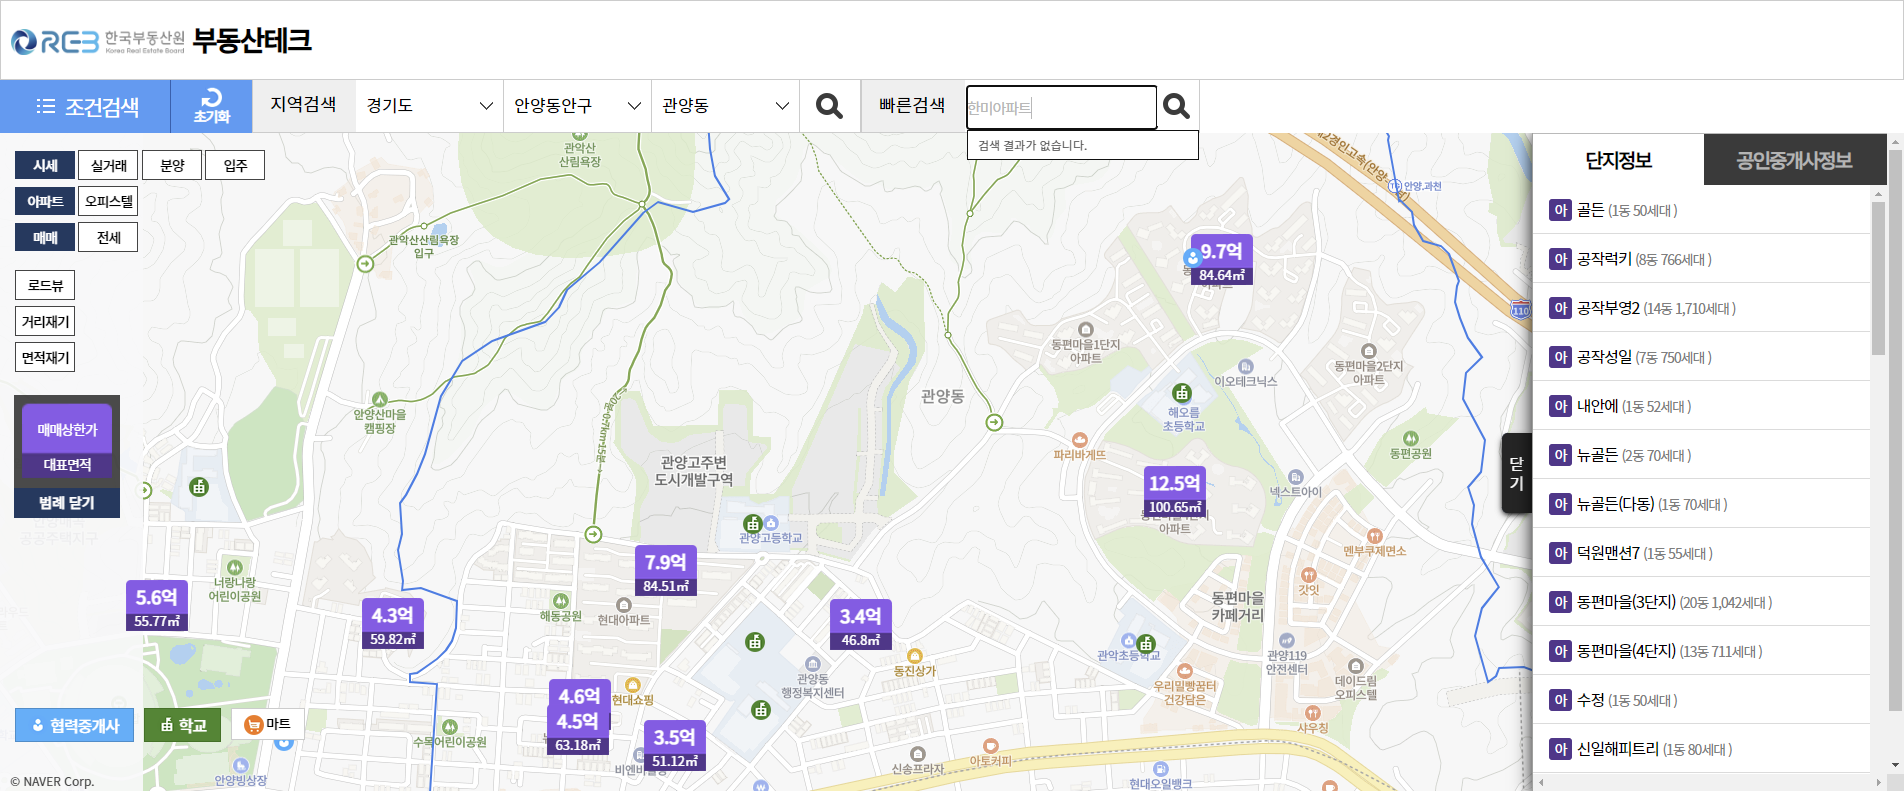 REB 한국부동산원 부동산테크
Korea Real Estate Board
조건검색
초기화
지역검색
경기도
안양동안구
관양동
빠른검색
한미아파트
검색 결과가 없습니다.
시세
실거래
분양
입주
아파트
오피스텔
매매
전세
로드뷰
거리재기
면적재기
매매상한가
대표면적
범례 닫기
관악산
산림욕장
관악산산림욕장
입구
안양산마을
캠핑장
관양고주변
도시개발구역
관양고등학교
관양동
동편마을1단지
아파트
동편마을2단지
아파트
이오테크닉스
해오름
초등학교
파리바게뜨
동편공원
넥스트아이
멘부쿠제면소
갓잇
동편마을
카페거리
관양119
안전센터
데이드림
오피스텔
관악초등학교
우리밀빵꿈터
건강담은
사우칭
현대오일뱅크
아토커피
신송프라자
동진상가
관양동
행정복지센터
현대아파트
해동공원
현대쇼핑
수목어린이공원
너랑나랑
어린이공원
공공주택지구
안양빙상장
안양.과천
110
아파트
9.7억
84.64㎡
12.5억
100.65㎡
7.9억
84.51㎡
5.6억
55.77㎡
4.3억
59.82㎡
3.4억
46.8㎡
4.6억
4.5억
63.18㎡
3.5억
51.12㎡
협력중개사
학교
마트
© NAVER Corp.
닫
기
단지정보
공인중개사정보
아 골든 (1동 50세대 )
아 공작럭키 (8동 766세대 )
아 공작부영2 (14동 1,710세대 )
아 공작성일 (7동 750세대 )
아 내안에 (1동 52세대 )
아 뉴골든 (2동 70세대 )
아 뉴골든(다동) (1동 70세대 )
아 덕원맨션7 (1동 55세대 )
아 동편마을(3단지) (20동 1,042세대 )
아 동편마을(4단지) (13동 711세대 )
아 수정 (1동 50세대 )
아 신일해피트리 (1동 80세대 )